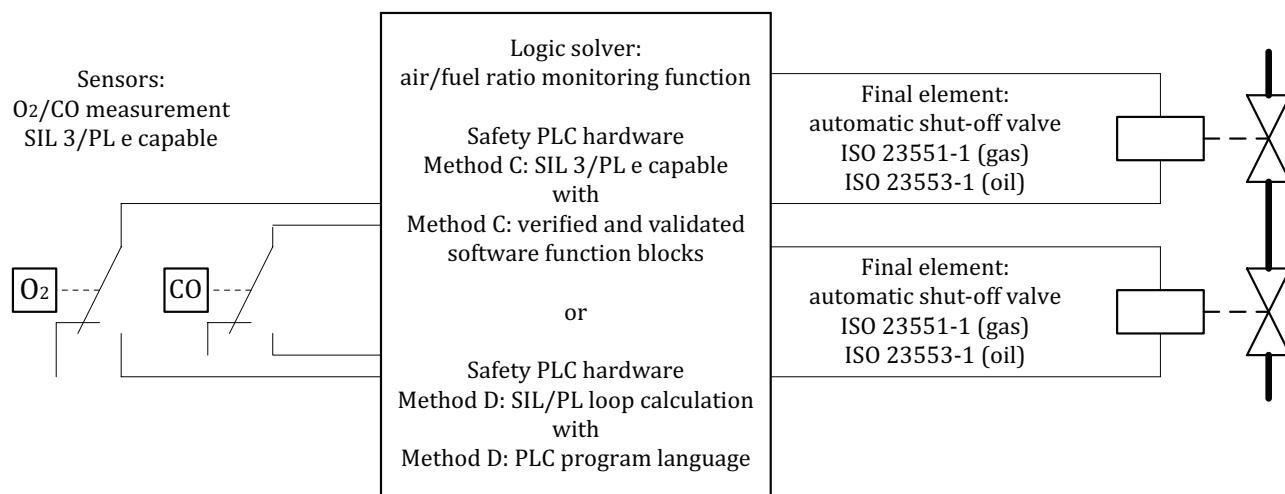 Sensors:
O2/CO measurement
SIL 3/PL e capable
O2
CO
Logic solver:
air/fuel ratio monitoring function
Safety PLC hardware
Method C: SIL 3/PL e capable
with
Method C: verified and validated
software function blocks
or
Safety PLC hardware
Method D: SIL/PL loop calculation
with
Method D: PLC program language
Final element:
automatic shut-off valve
ISO 23551-1 (gas)
ISO 23553-1 (oil)
Final element:
automatic shut-off valve
ISO 23551-1 (gas)
ISO 23553-1 (oil)